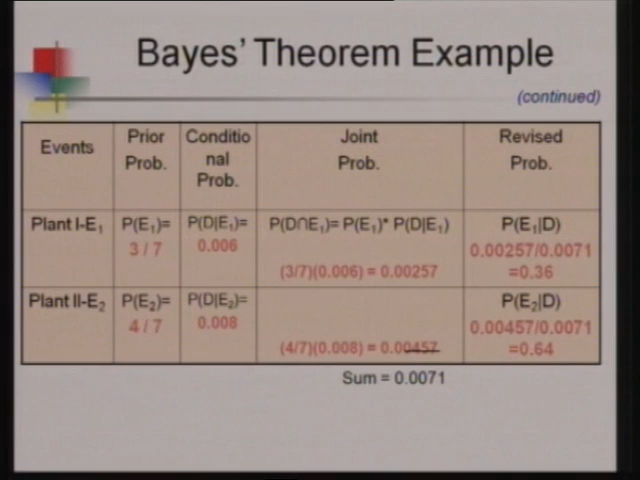 Bayes' Theorem Example
(continued)
Events
Prior
Prob.
Conditio
nal
Prob.
Joint
Prob.
Revised
Prob.
Plant I-E₁
P(E₁)=
3 / 7
P(D|E₁)=
0.006
P(D∩E₁)= P(E₁)* P(D|E₁)
(3/7)(0.006) = 0.00257
P(E₁|D)
0.00257/0.0071
=0.36
Plant II-E₂
P(E₂)=
4 / 7
P(D|E₂)=
0.008
(4/7)(0.008) = 0.00457
P(E₂|D)
0.00457/0.0071
=0.64
Sum = 0.0071